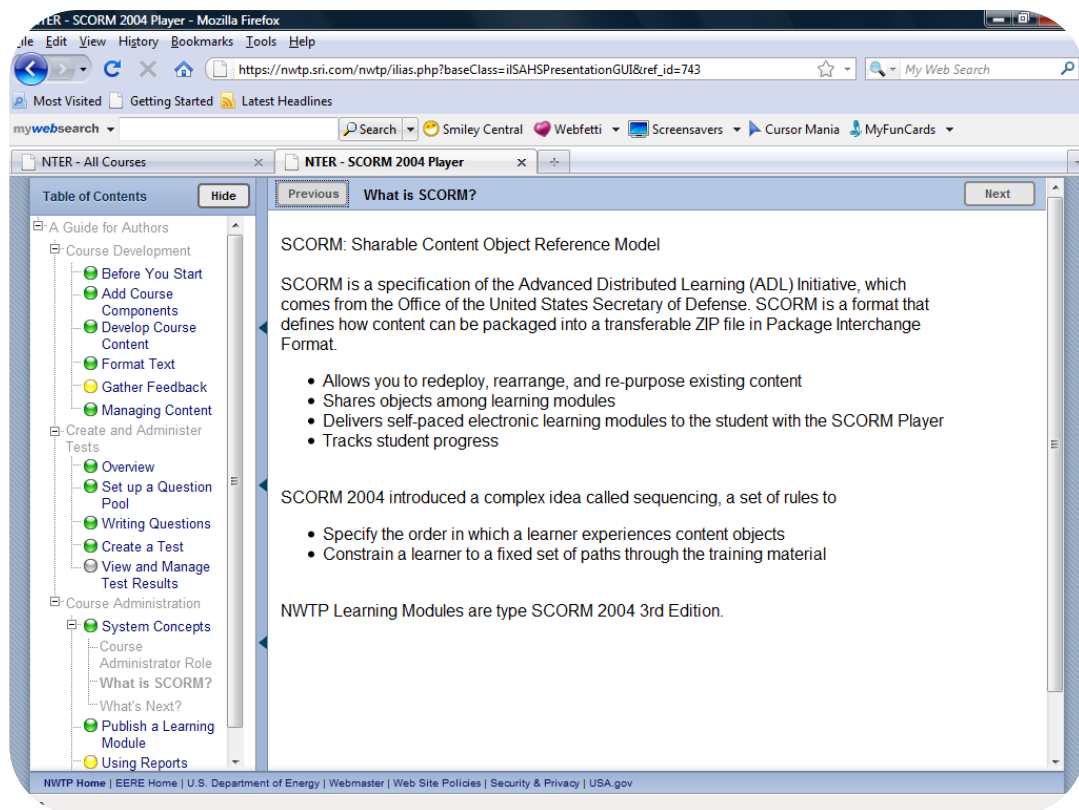 NTER - SCORM 2004 Player - Mozilla Firefox
File Edit View History Bookmarks Tools Help
https://nwtp.sri.com/nwtp/ilias.php?baseClass=ilSAHSPresentationGUI&ref_id=743 My Web Search
Most Visited Getting Started Latest Headlines
mywebsearch Search Smiley Central Webfetti Screensavers Cursor Mania MyFunCards
NTER - All Courses NTER - SCORM 2004 Player
Table of Contents Hide
A Guide for Authors
Course Development
Before You Start
Add Course
Components
Develop Course
Content
Format Text
Gather Feedback
Managing Content
Create and Administer
Tests
Overview
Set up a Question
Pool
Writing Questions
Create a Test
View and Manage
Test Results
Course Administration
System Concepts
Course
Administrator Role
What is SCORM?
What's Next?
Publish a Learning
Module
Using Reports
Previous What is SCORM? Next
SCORM: Sharable Content Object Reference Model
SCORM is a specification of the Advanced Distributed Learning (ADL) Initiative, which
comes from the Office of the United States Secretary of Defense. SCORM is a format that
defines how content can be packaged into a transferable ZIP file in Package Interchange
Format.
• Allows you to redeploy, rearrange, and re-purpose existing content
• Shares objects among learning modules
• Delivers self-paced electronic learning modules to the student with the SCORM Player
• Tracks student progress
SCORM 2004 introduced a complex idea called sequencing, a set of rules to
• Specify the order in which a learner experiences content objects
• Constrain a learner to a fixed set of paths through the training material
NWTP Learning Modules are type SCORM 2004 3rd Edition.
NWTP Home | EERE Home | U.S. Department of Energy | Webmaster | Web Site Policies | Security & Privacy | USA.gov